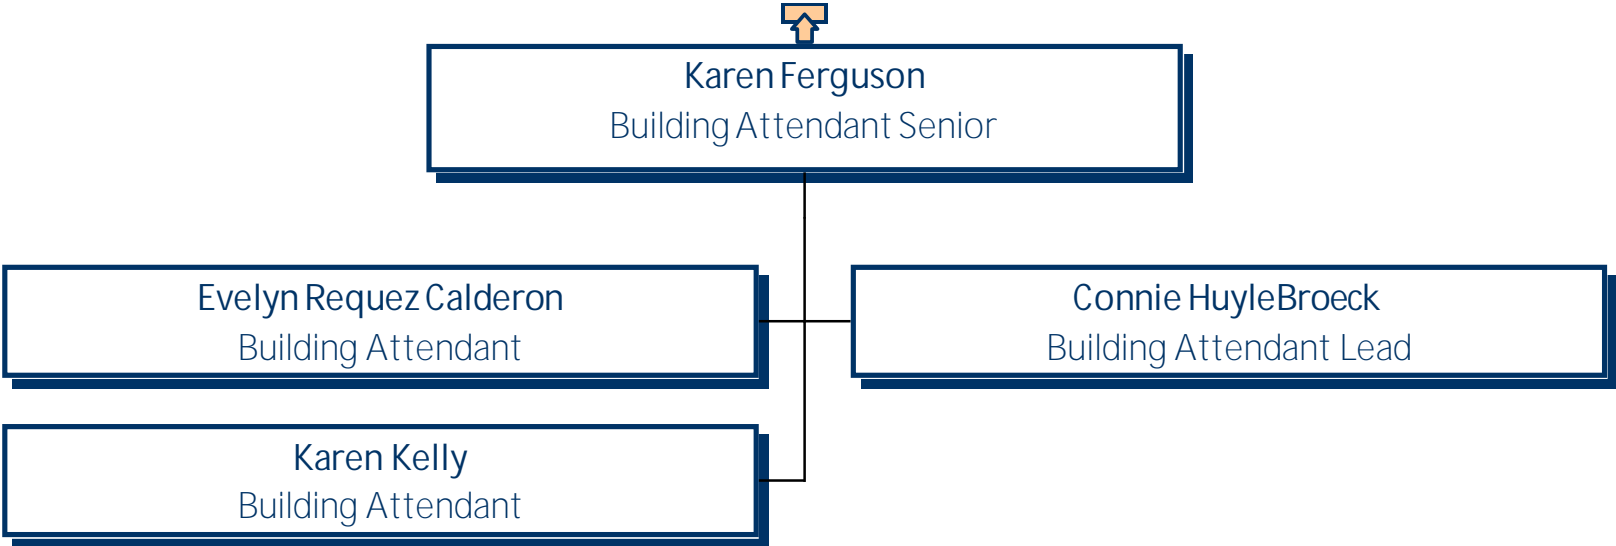 Karen Ferguson
Building Attendant Senior
Evelyn Requez Calderon
Building Attendant
Connie HuyleBroeck
Building Attendant Lead
Karen Kelly
Building Attendant